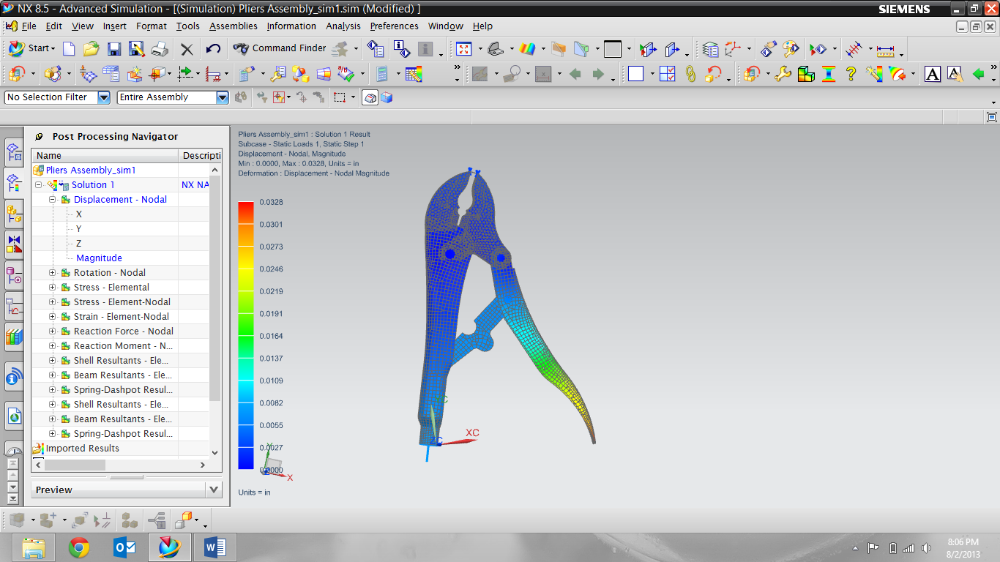 NX 8.5 - Advanced Simulation - [(Simulation) Pliers Assembly_sim1.sim (Modified) ]
SIEMENS
File Edit View Insert Format Tools Assemblies Information Analysis Preferences Window Help
Start
Command Finder
No Selection Filter
Entire Assembly
Post Processing Navigator
Name Descripti
Pliers Assembly_sim1
Solution 1 NX NA
Displacement - Nodal
X
Y
Z
Magnitude
Rotation - Nodal
Stress - Elemental
Stress - Element-Nodal
Strain - Element-Nodal
Reaction Force - Nodal
Reaction Moment - N...
Shell Resultants - Ele...
Beam Resultants - Ele...
Spring-Dashpot Resul...
Shell Resultants - Ele...
Beam Resultants - Ele...
Spring-Dashpot Resul...
Imported Results
Preview
Pliers Assembly_sim1 : Solution 1 Result
Subcase - Static Loads 1, Static Step 1
Displacement - Nodal, Magnitude
Min : 0.0000, Max : 0.0328, Units = in
Deformation : Displacement - Nodal Magnitude
0.0328
0.0301
0.0273
0.0246
0.0219
0.0191
0.0164
0.0137
0.0109
0.0082
0.0055
0.0027
0.0000
Units = in
XC
ZC
Y
X
8:06 PM
8/2/2013